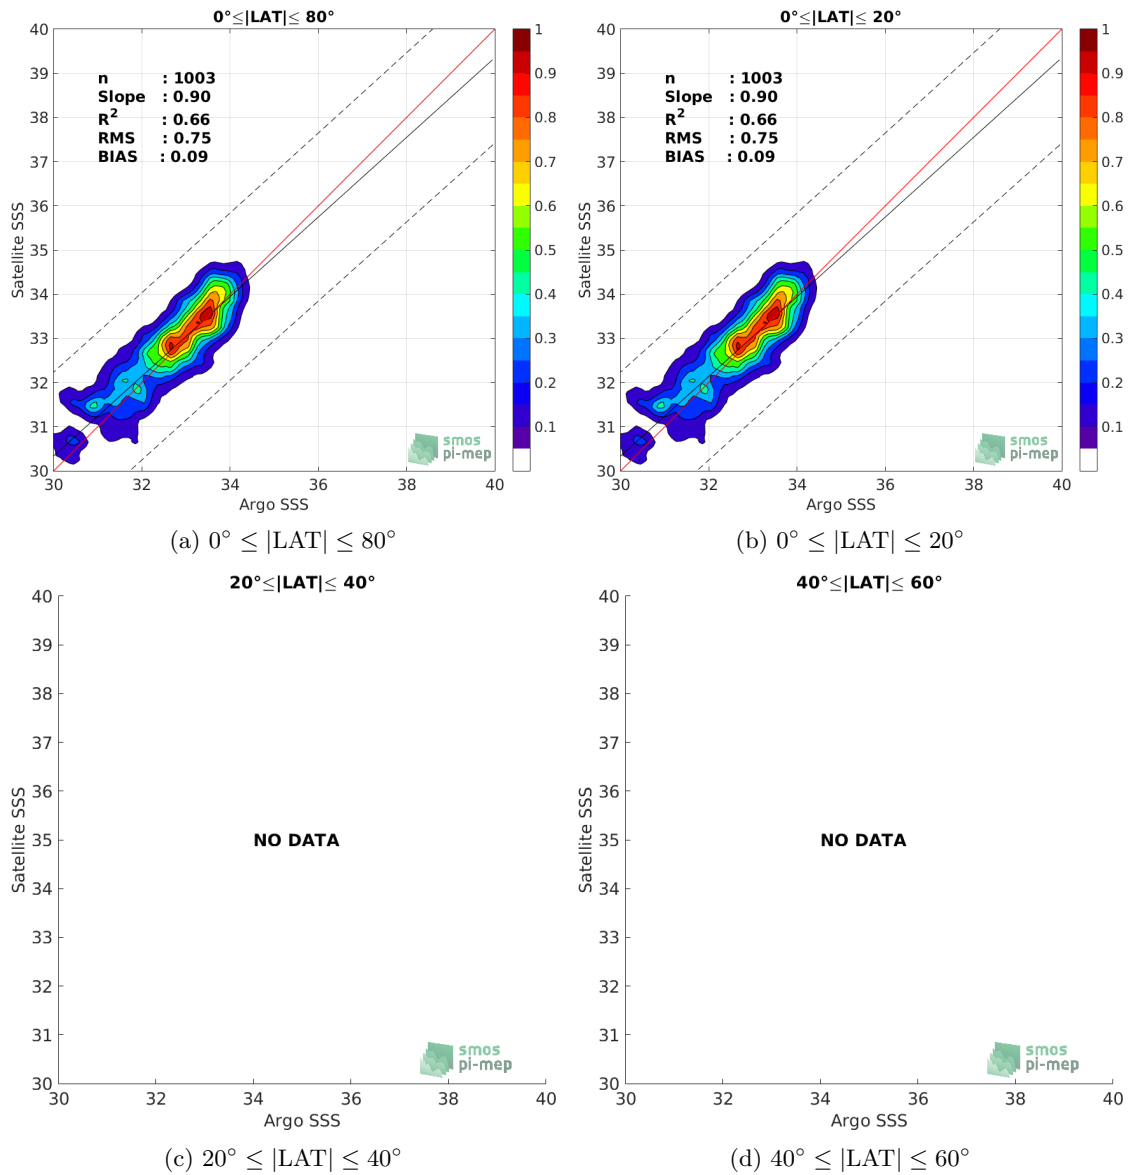 0°≤|LAT|≤ 80°
40
39
38
37
36
35
34
33
32
31
30
Satellite SSS
n : 1003
Slope : 0.90
R² : 0.66
RMS : 0.75
BIAS : 0.09
smos
pi-mep
30 32 34 36 38 40
Argo SSS
1
0.9
0.8
0.7
0.6
0.5
0.4
0.3
0.2
0.1
(a) 0° ≤ |LAT| ≤ 80°
0°≤|LAT|≤ 20°
40
39
38
37
36
35
34
33
32
31
30
Satellite SSS
n : 1003
Slope : 0.90
R² : 0.66
RMS : 0.75
BIAS : 0.09
smos
pi-mep
30 32 34 36 38 40
Argo SSS
1
0.9
0.8
0.7
0.6
0.5
0.4
0.3
0.2
0.1
(b) 0° ≤ |LAT| ≤ 20°
20°≤|LAT|≤ 40°
40
39
38
37
36
35
34
33
32
31
30
Satellite SSS
NO DATA
smos
pi-mep
30 32 34 36 38 40
Argo SSS
(c) 20° ≤ |LAT| ≤ 40°
40°≤|LAT|≤ 60°
40
39
38
37
36
35
34
33
32
31
30
Satellite SSS
NO DATA
smos
pi-mep
30 32 34 36 38 40
Argo SSS
(d) 40° ≤ |LAT| ≤ 60°